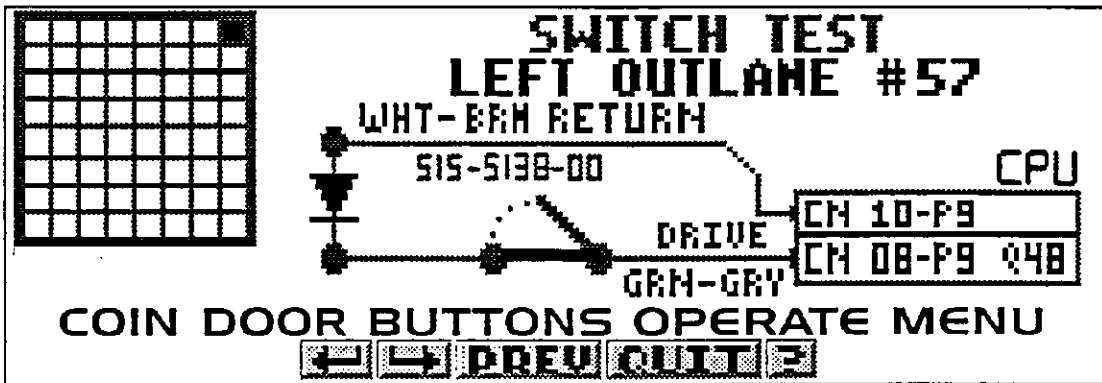 SWITCH TEST
LEFT OUTLANE #57
WHT-BRN RETURN
515-5138-00
CPU
CN 10-P9
DRIVE
CN 08-P9 Q48
GRN-GRY
COIN DOOR BUTTONS OPERATE MENU
PREV QUIT ?